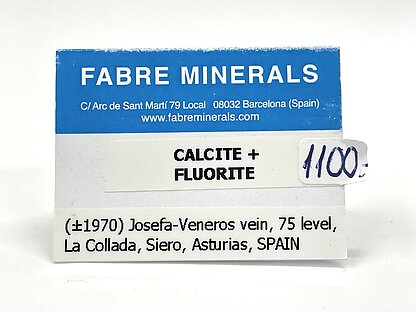 FABRE MINERALS
C/ Arc de Sant Martí 79 Local 08032 Barcelona (Spain)
www.fabreminerals.com
CALCITE +
FLUORITE
1100.-
(±1970) Josefa-Veneros vein, 75 level,
La Collada, Siero, Asturias, SPAIN